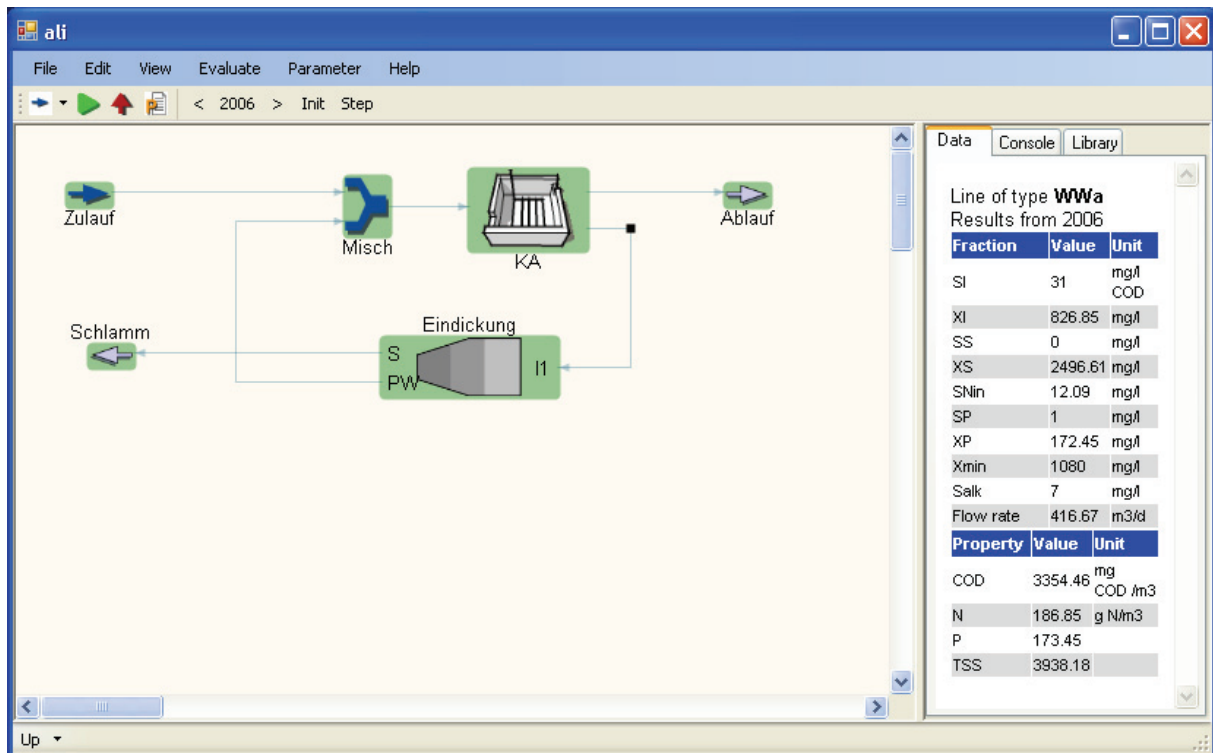 ali
File Edit View Evaluate Parameter Help
< 2006 > Init Step
Zulauf
Misch
KA
Ablauf
Schlamm
Eindickung
S
PW
I1
Data Console Library
Line of type WWa
Results from 2006
Fraction Value Unit
SI 31 mg/l COD
XI 826.85 mg/l
SS 0 mg/l
XS 2496.61 mg/l
SNin 12.09 mg/l
SP 1 mg/l
XP 172.45 mg/l
Xmin 1080 mg/l
Salk 7 mg/l
Flow rate 416.67 m3/d
Property Value Unit
COD 3354.46 mg COD /m3
N 186.85 g N/m3
P 173.45
TSS 3938.18
Up